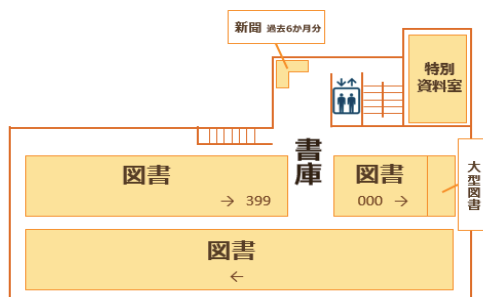 新聞 過去6か月分
特別
資料室
書庫
図書
→ 399
図書
000 →
大型図書
図書
←